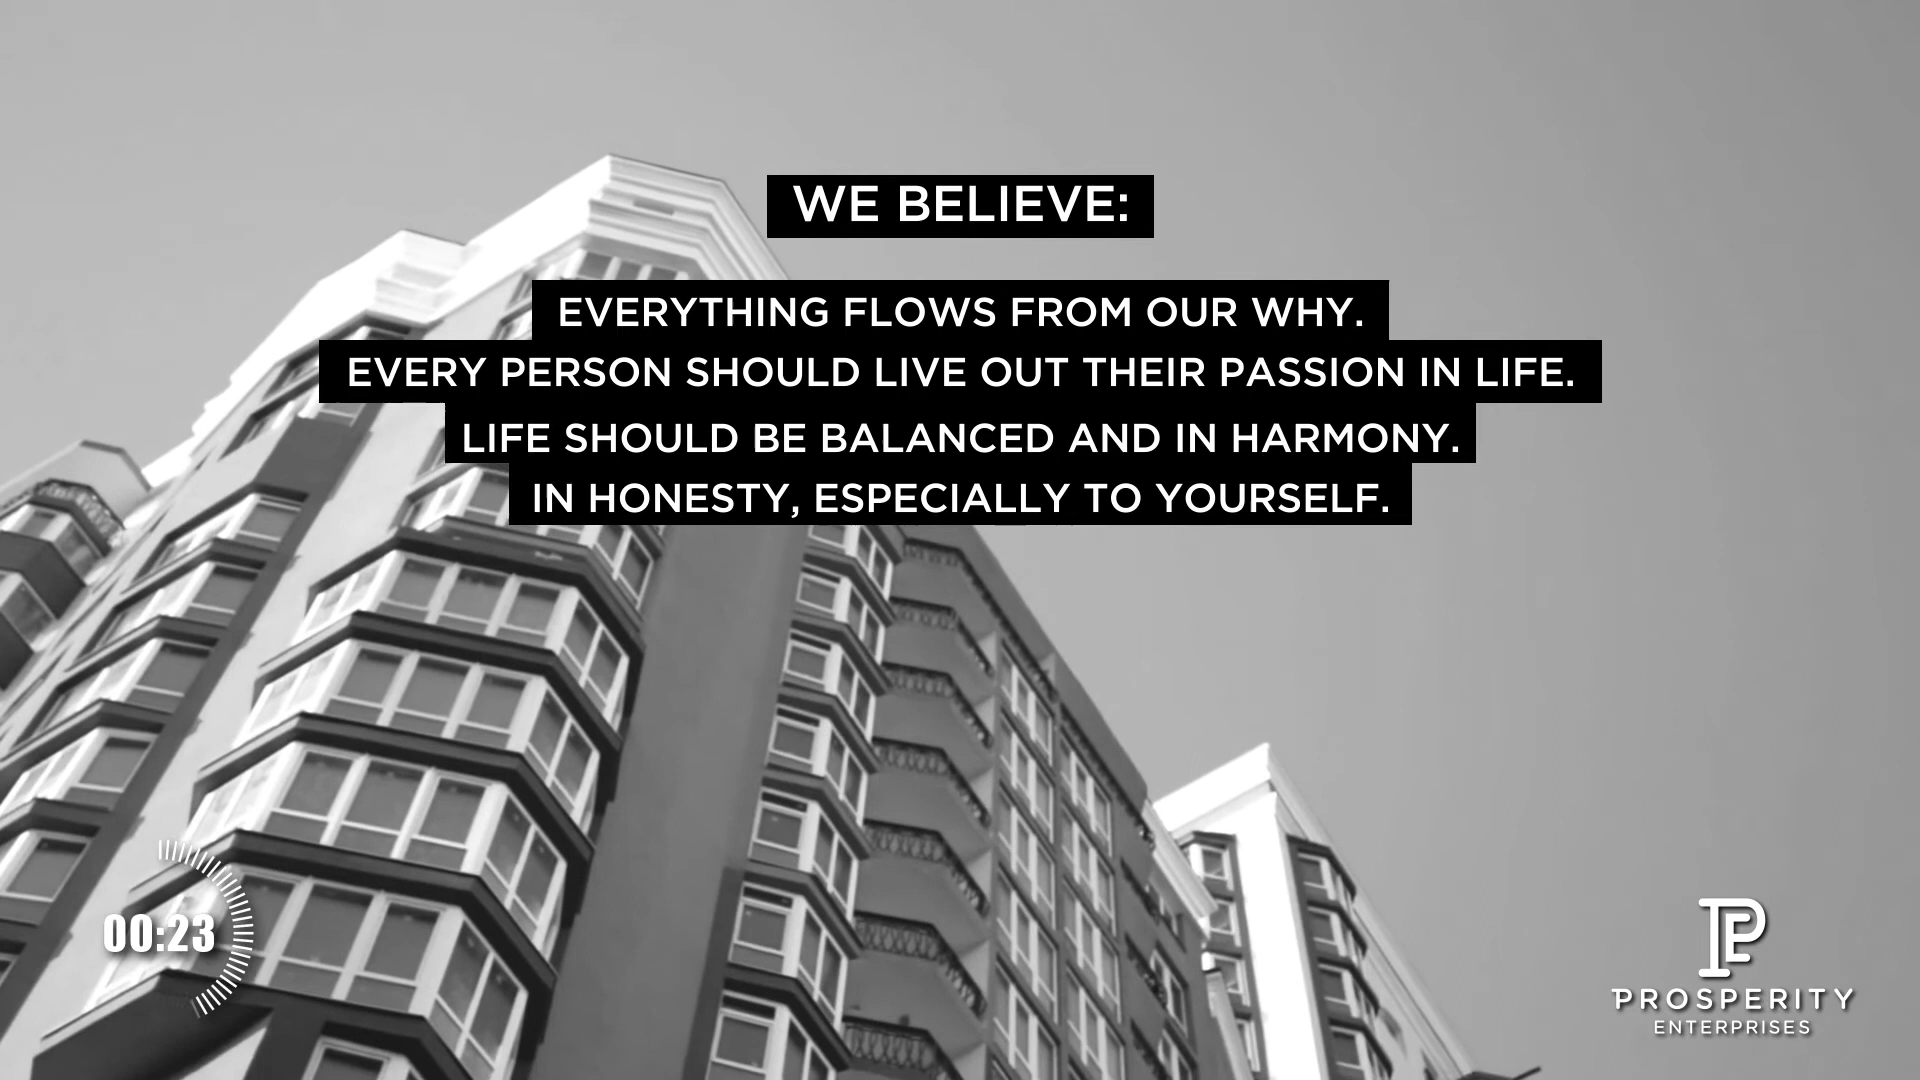 WE BELIEVE:
EVERYTHING FLOWS FROM OUR WHY.
EVERY PERSON SHOULD LIVE OUT THEIR PASSION IN LIFE.
LIFE SHOULD BE BALANCED AND IN HARMONY.
IN HONESTY, ESPECIALLY TO YOURSELF.
00:23
PROSPERITY
ENTERPRISES